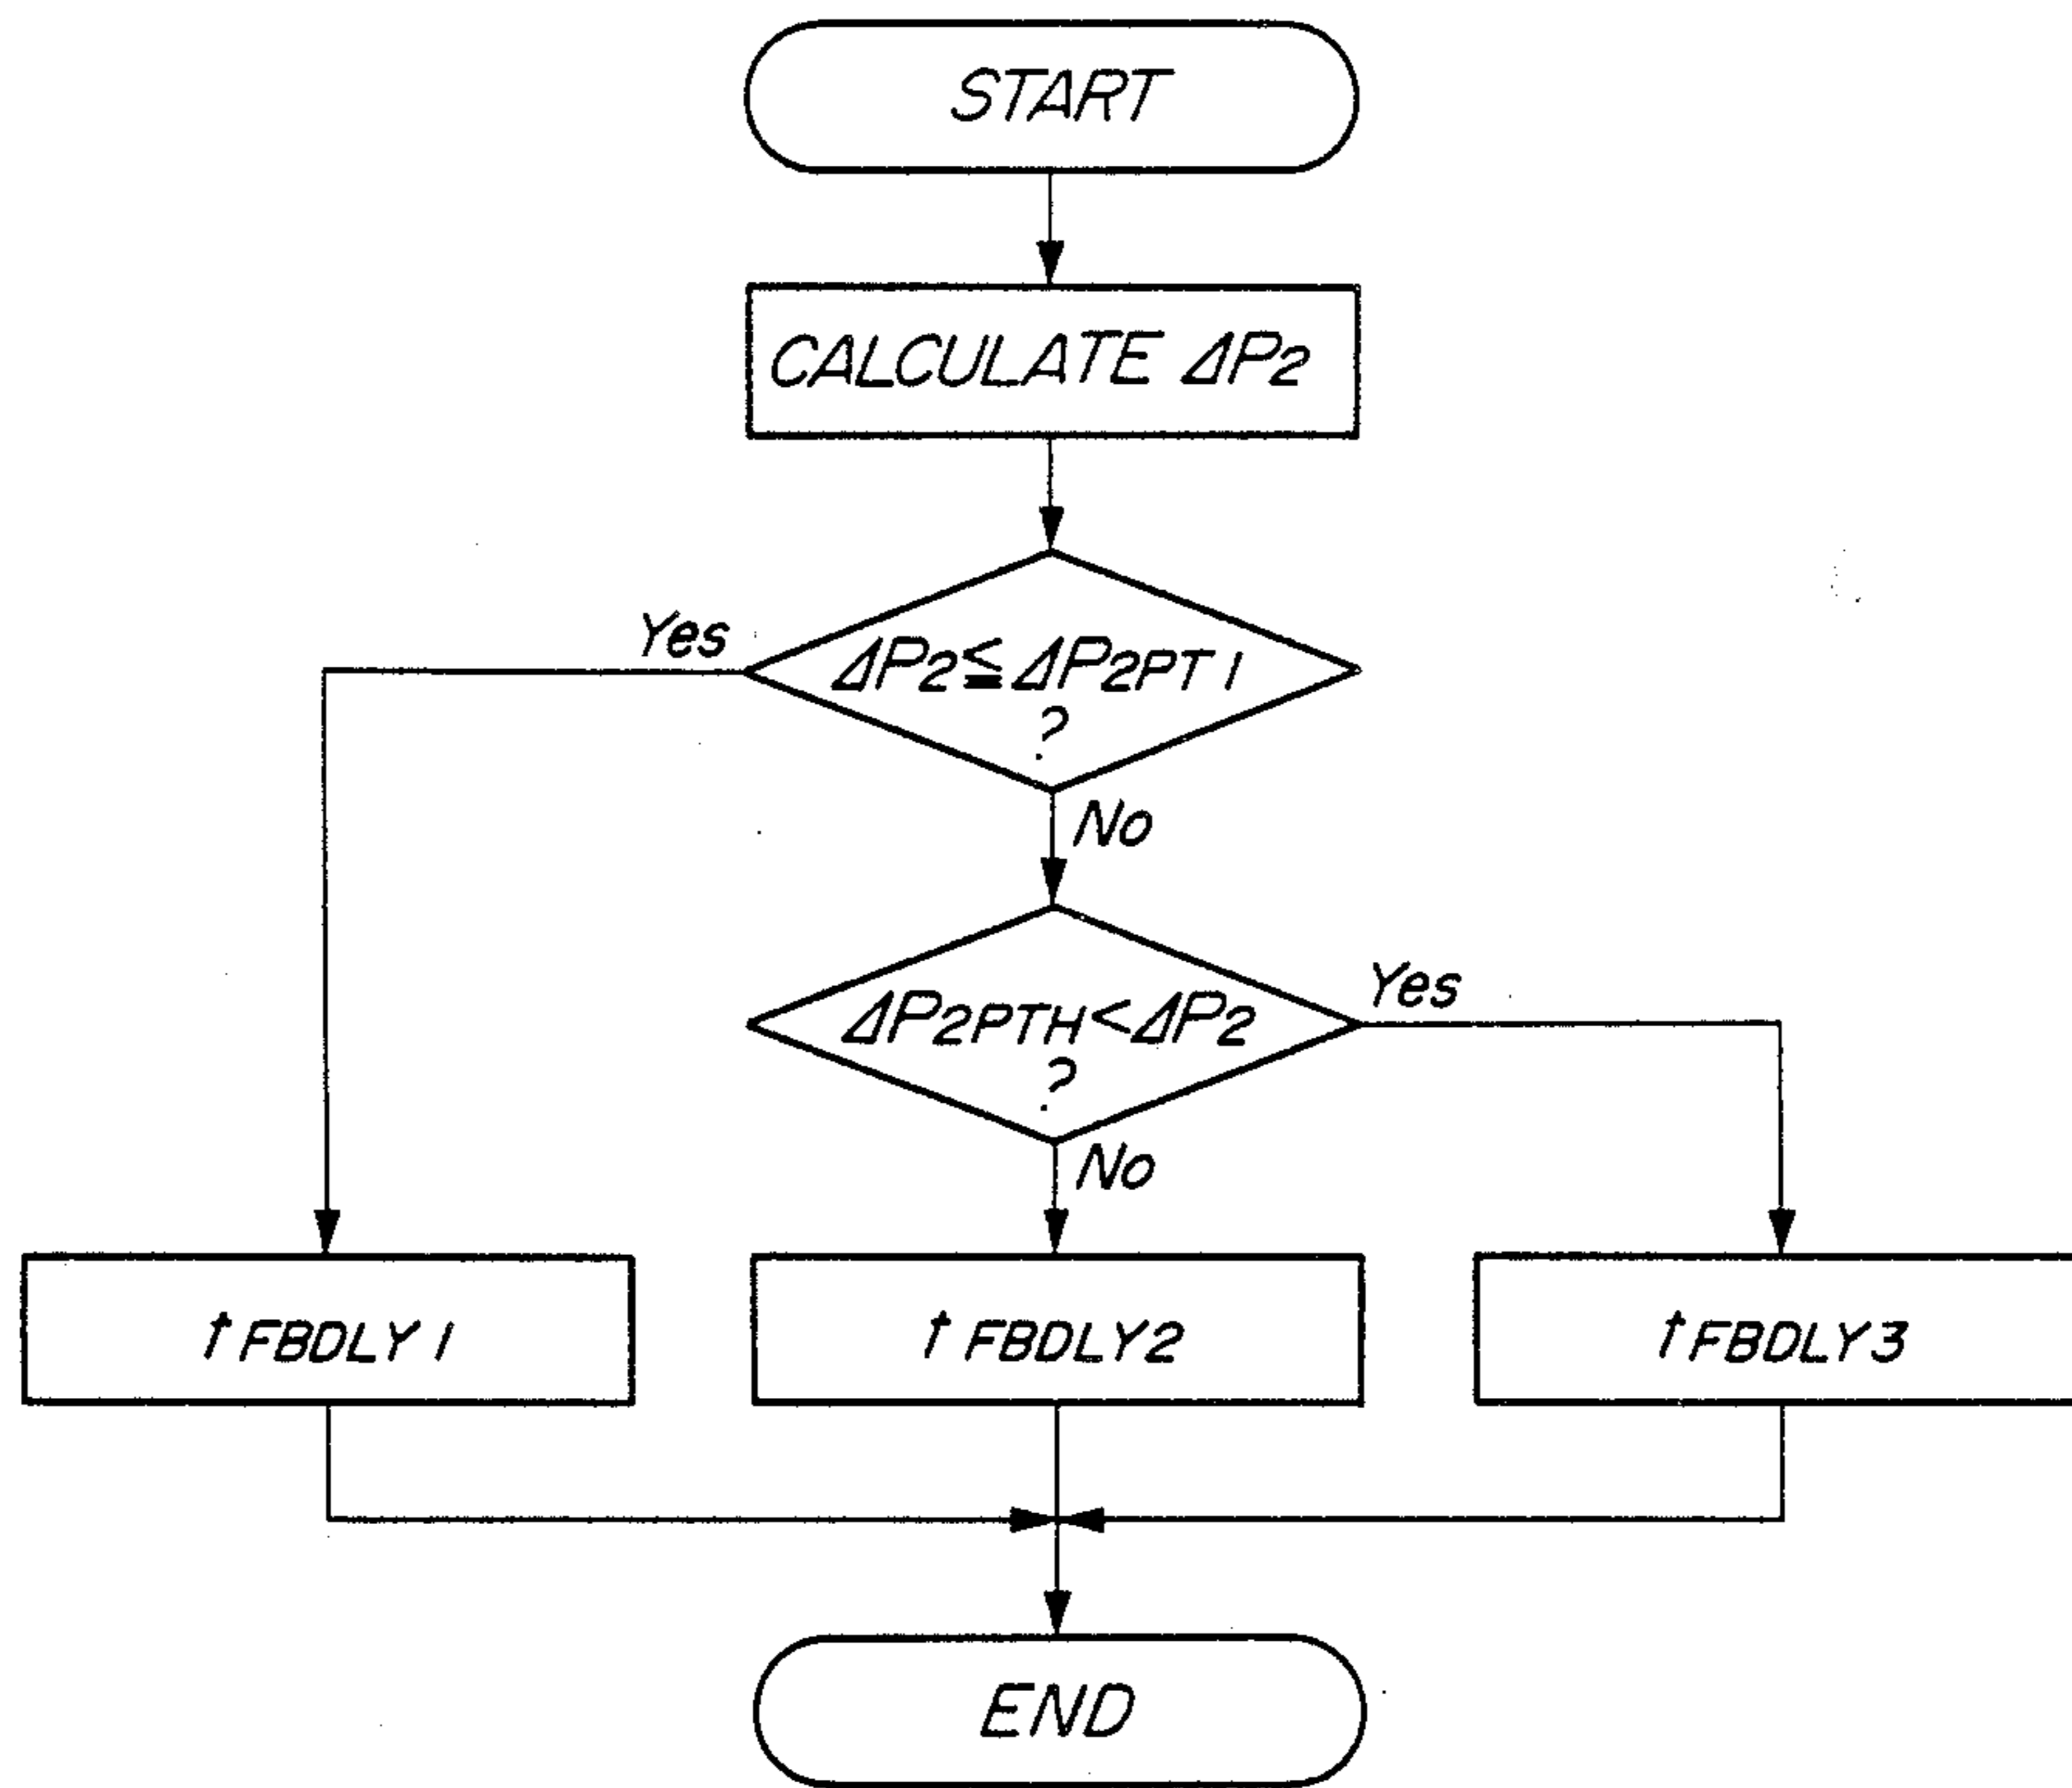 START
CALCULATE ΔP2
Yes
ΔP2≦ΔP2PT1
?
No
ΔP2PTH<ΔP2
?
Yes
No
tFBDLY1
tFBDLY2
tFBDLY3
END